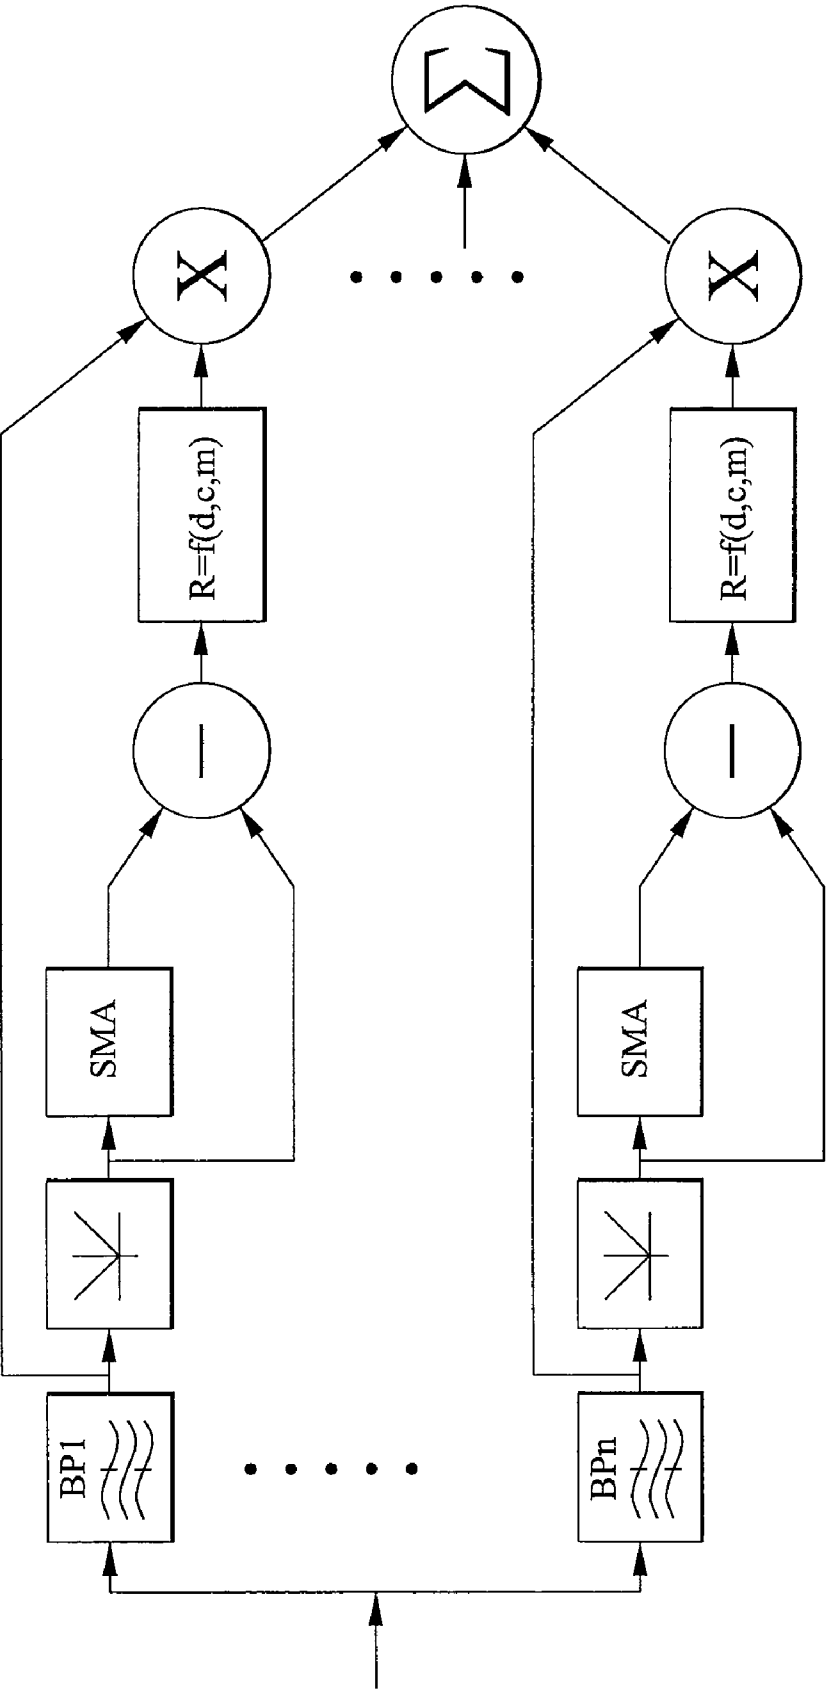 BP1
SMA
–
R=f(d,c,m)
X
Σ
BPn
SMA
–
R=f(d,c,m)
X